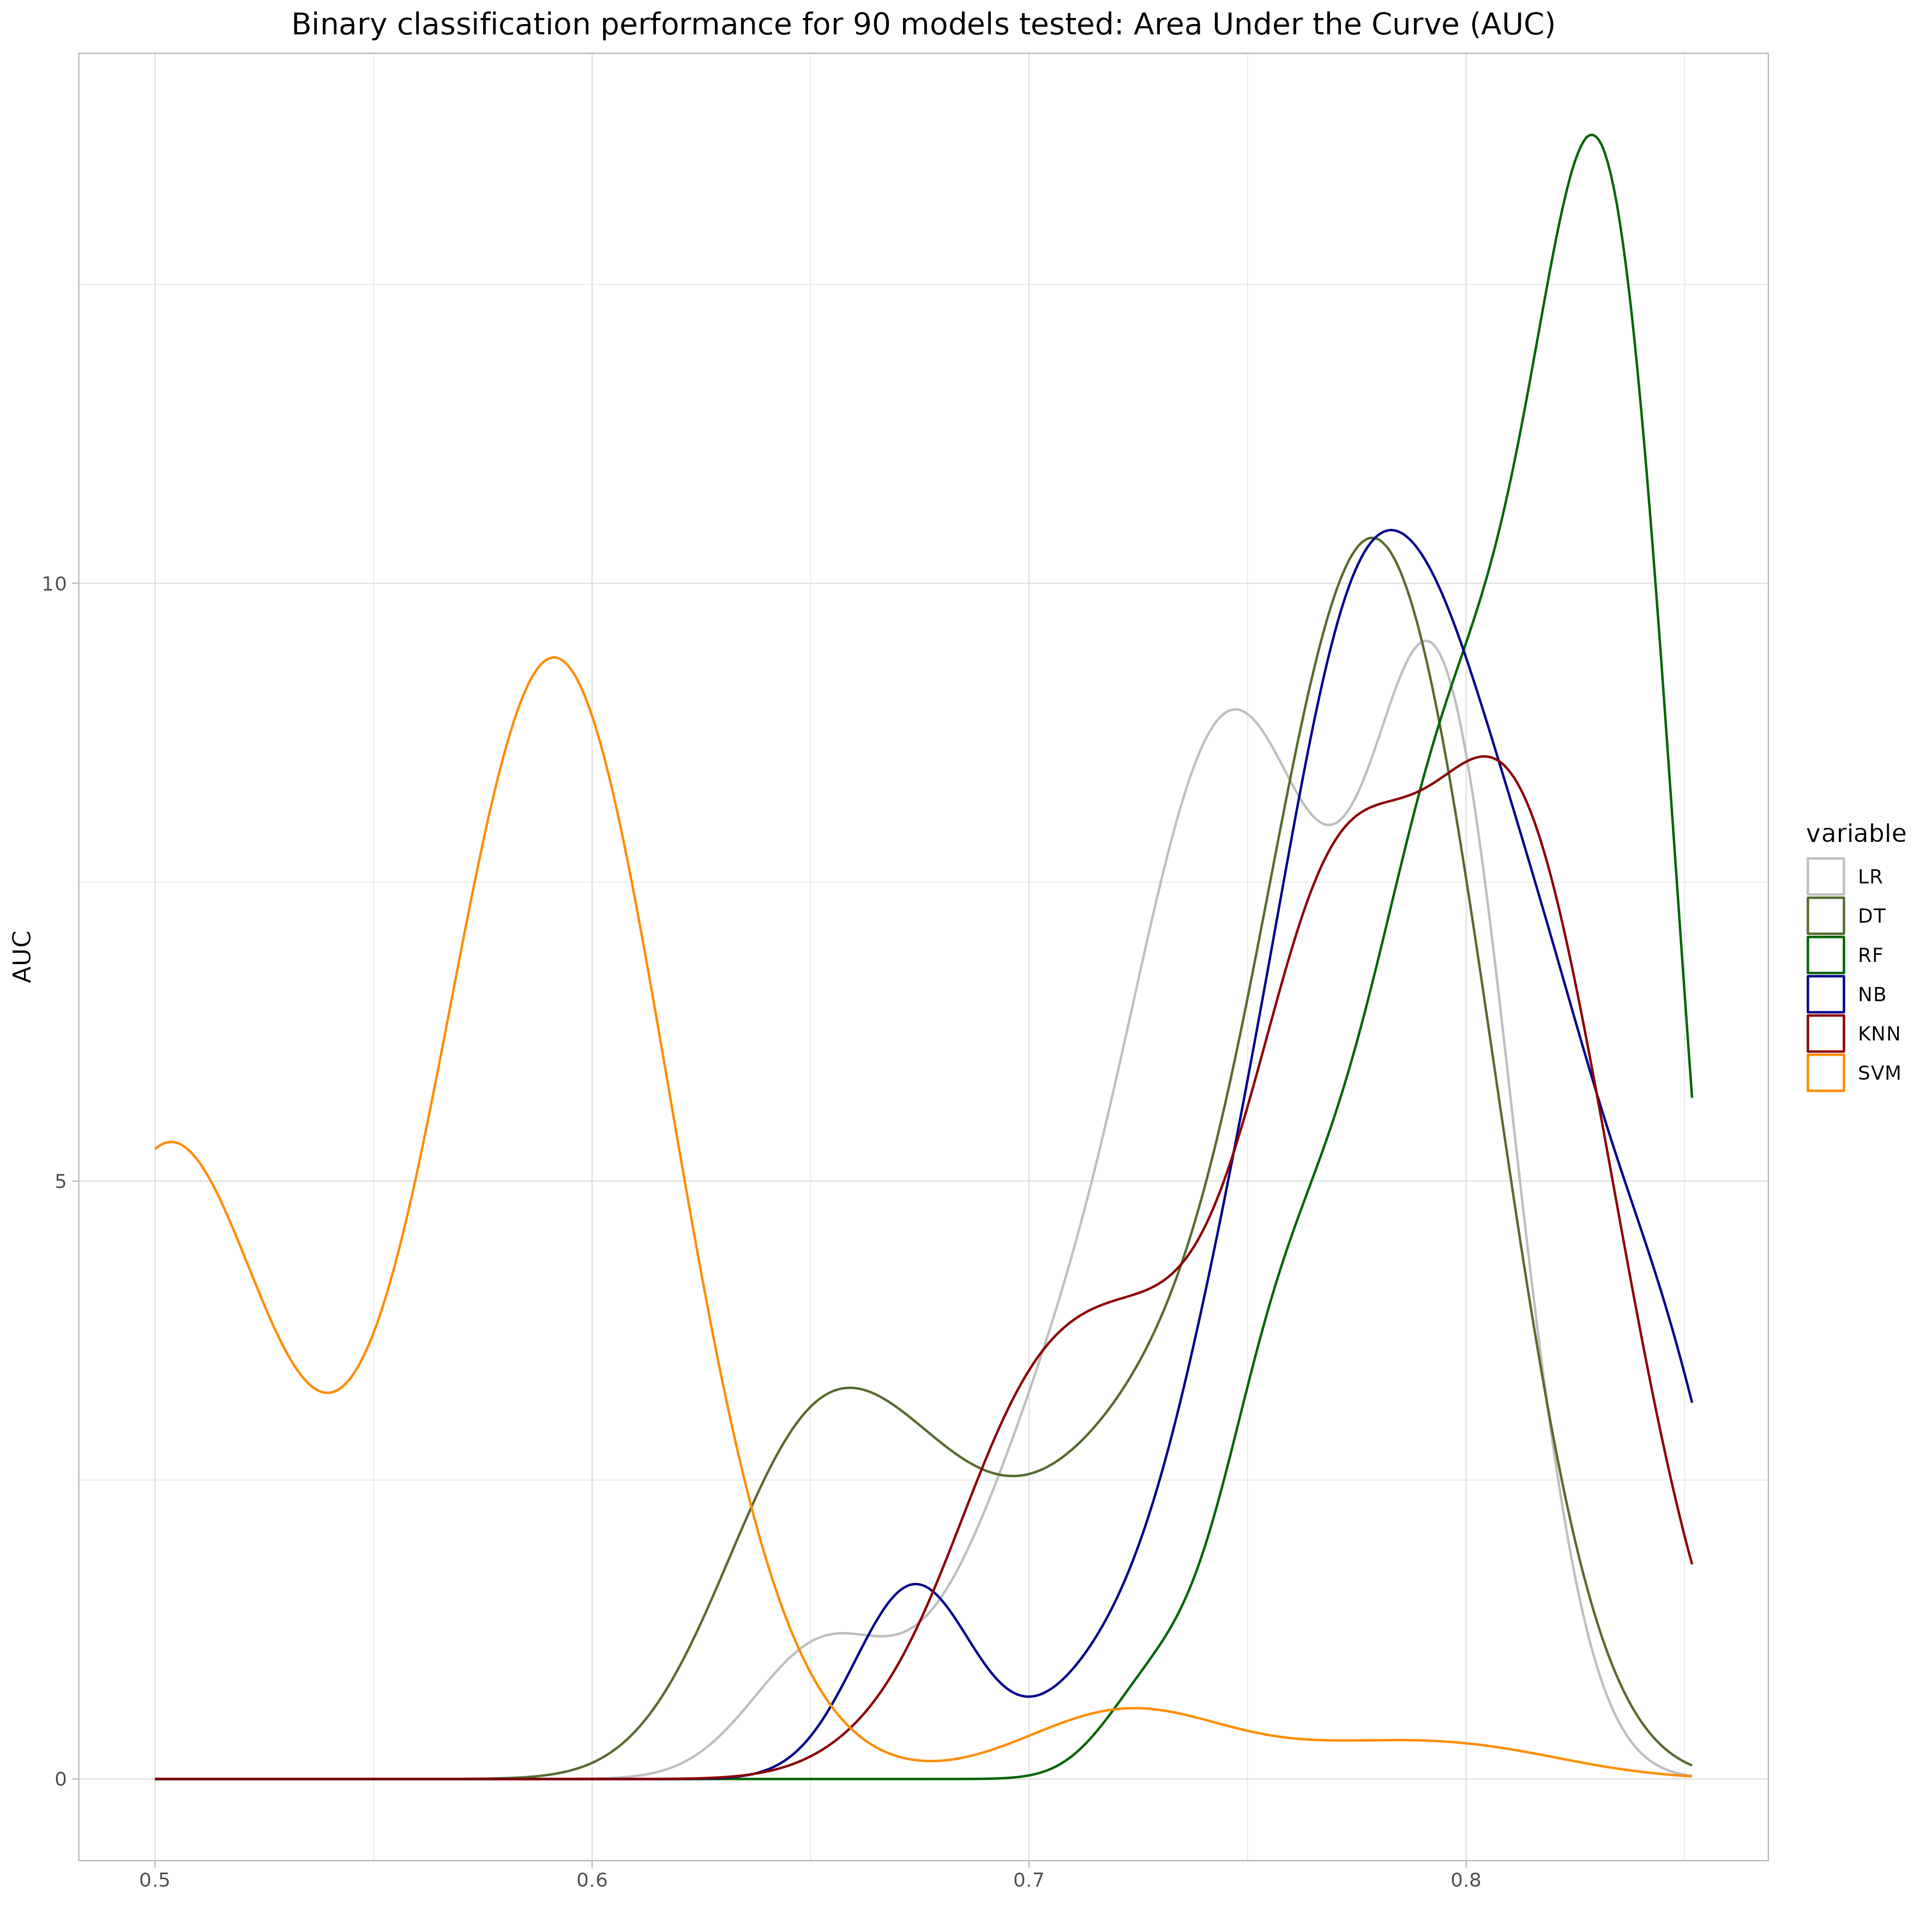 Binary classification performance for 90 models tested: Area Under the Curve (AUC)
10
5
0
AUC
0.5 0.6 0.7 0.8
variable
LR
DT
RF
NB
KNN
SVM